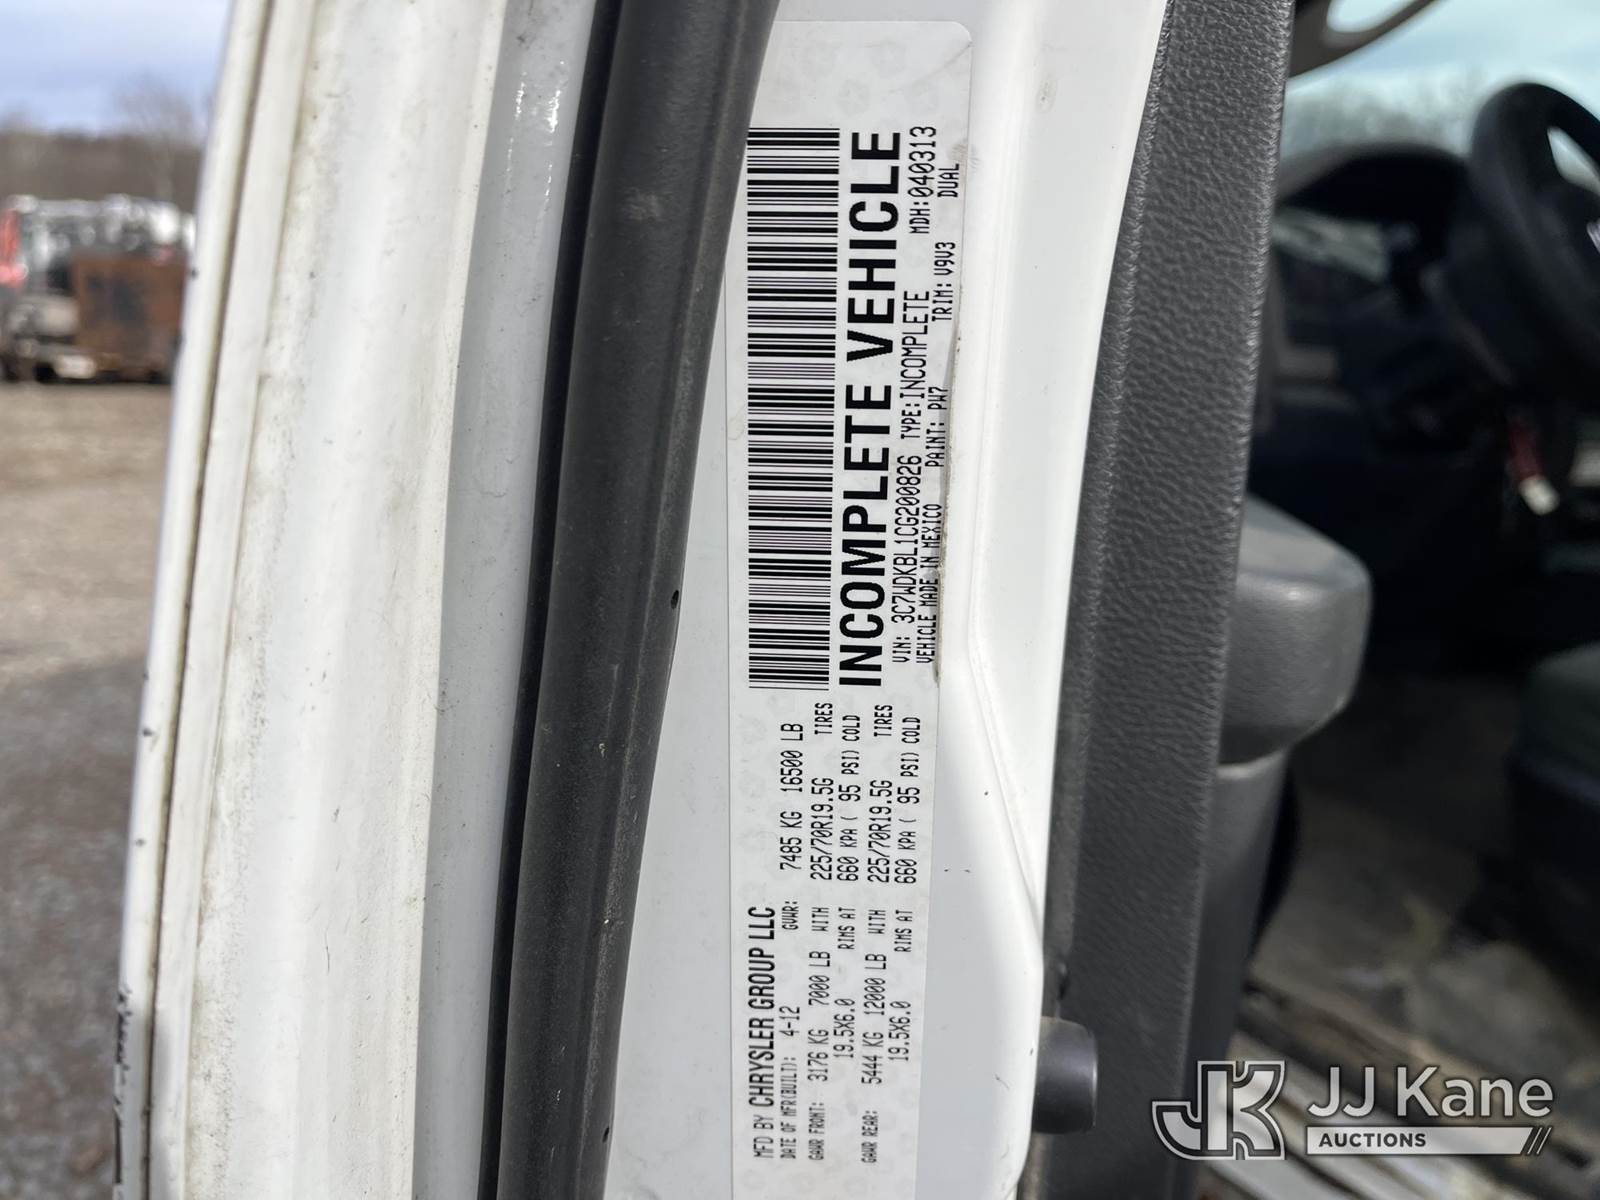 MFD BY CHRYSLER GROUP LLC
DATE OF MFR(BUILT): 4-12 GVWR: 7485 KG 16500 LB
GAWR FRONT: 3176 KG 7000 LB WITH 225/70R19.5G TIRES
19.5X6.0 RIMS AT 660 KPA ( 95 PSI) COLD
GAWR REAR: 5444 KG 12000 LB WITH 225/70R19.5G TIRES
19.5X6.0 RIMS AT 660 KPA ( 95 PSI) COLD
INCOMPLETE VEHICLE
VIN: 3C7WDKBL1CG200826 TYPE:INCOMPLETE MDH:040313
VEHICLE MADE IN MEXICO PAINT: PW7 TRIM: V9V3 DUAL
JK JJ Kane
AUCTIONS